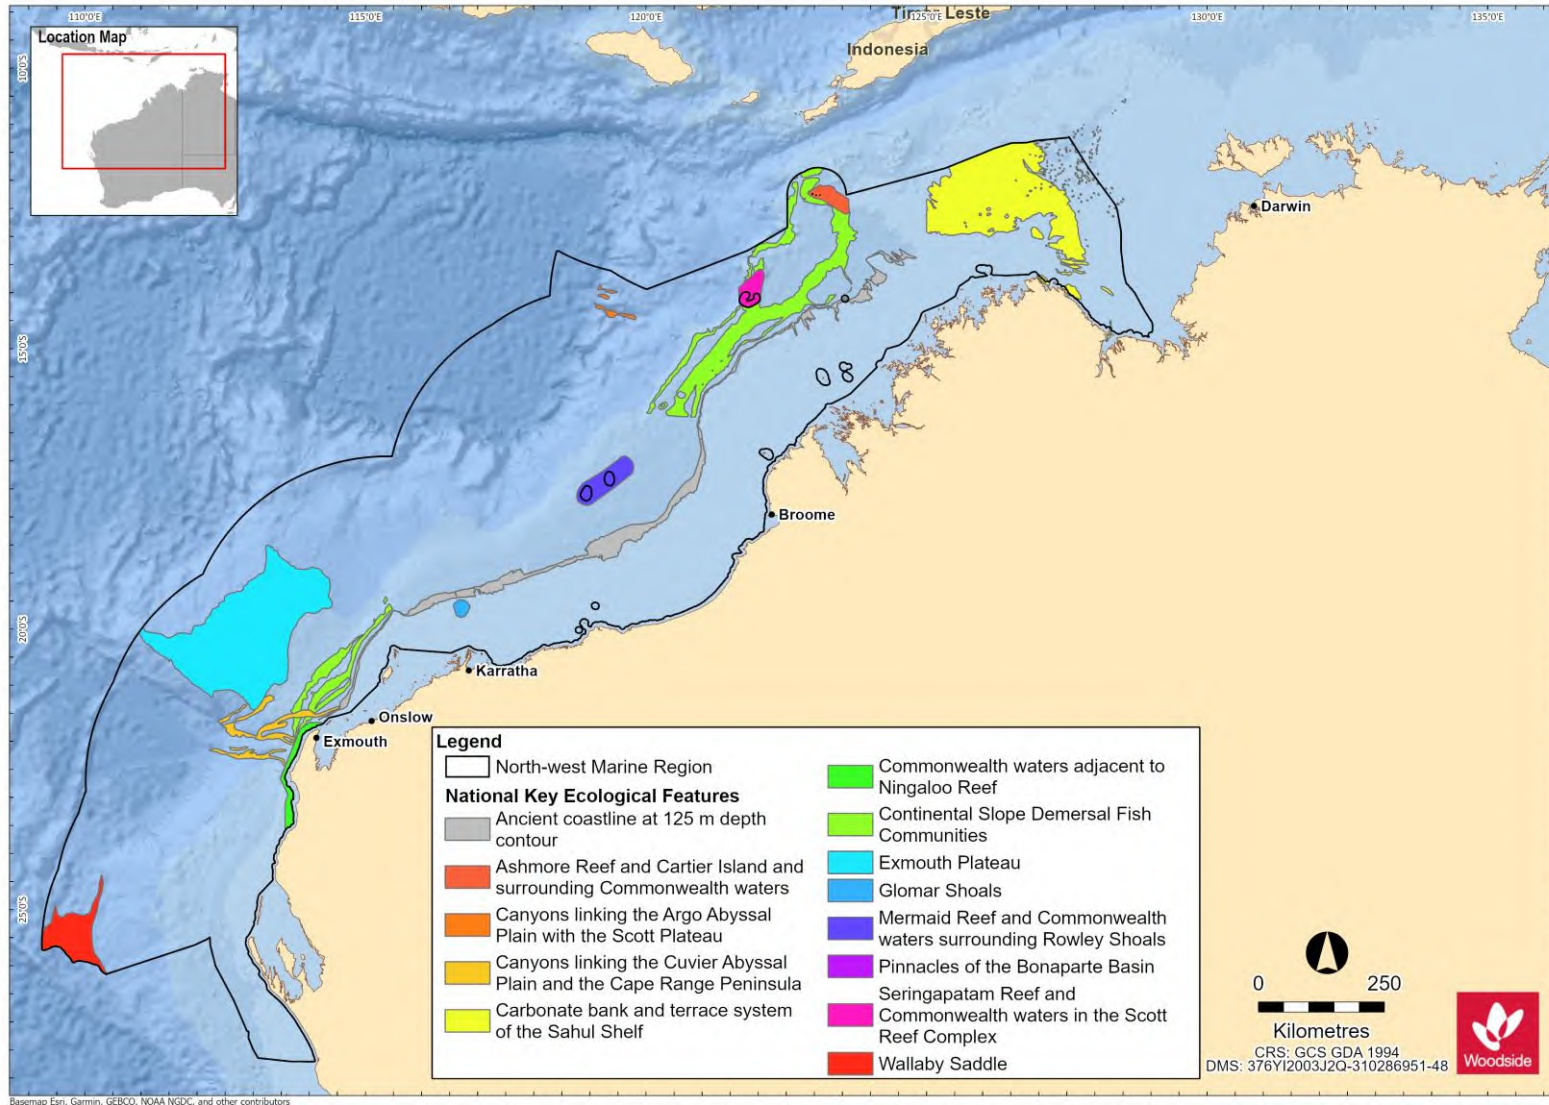 110°0'E
115°0'E
120°0'E
125°0'E
130°0'E
135°0'E
Location Map
Timor Leste
Indonesia
10°0'S
15°0'S
20°0'S
25°0'S
Darwin
Broome
Karratha
Onslow
Exmouth
Legend
North-west Marine Region
National Key Ecological Features
Ancient coastline at 125 m depth
contour
Ashmore Reef and Cartier Island and
surrounding Commonwealth waters
Canyons linking the Argo Abyssal
Plain with the Scott Plateau
Canyons linking the Cuvier Abyssal
Plain and the Cape Range Peninsula
Carbonate bank and terrace system
of the Sahul Shelf
Commonwealth waters adjacent to
Ningaloo Reef
Continental Slope Demersal Fish
Communities
Exmouth Plateau
Glomar Shoals
Mermaid Reef and Commonwealth
waters surrounding Rowley Shoals
Pinnacles of the Bonaparte Basin
Seringapatam Reef and
Commonwealth waters in the Scott
Reef Complex
Wallaby Saddle
0 250
Kilometres
CRS: GCS GDA 1994
DMS: 376YI2003J2Q-310286951-48
Woodside
Basemap Esri, Garmin, GEBCO, NOAA NGDC, and other contributors